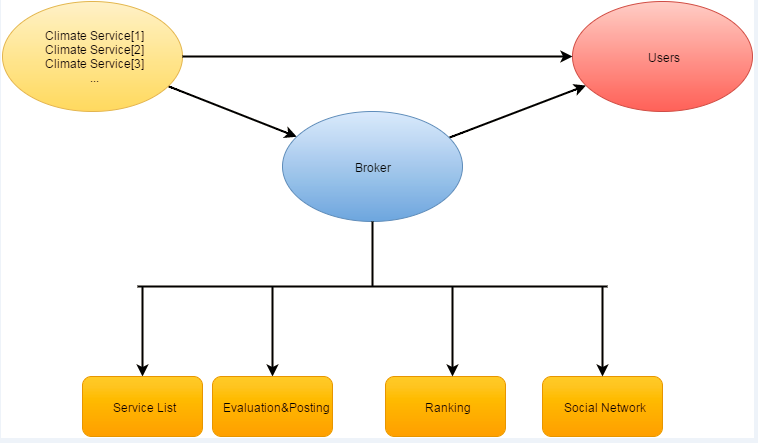 Climate Service[1]
Climate Service[2]
Climate Service[3]
...
Users
Broker
Service List
Evaluation&Posting
Ranking
Social Network